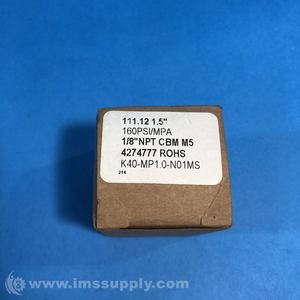 111.12 1.5"
160PSI/MPA
1/8"NPT CBM M5
4274777 ROHS
K40-MP1.0-N01MS
214
© www.imssupply.com